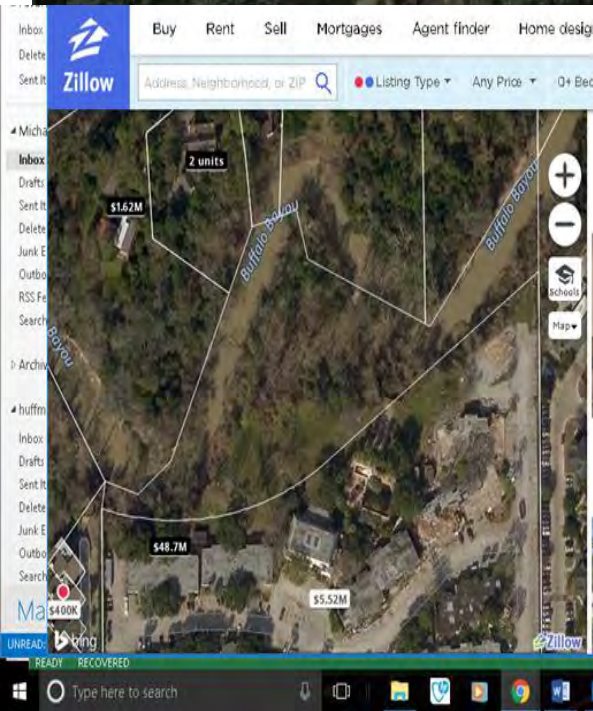 Inbox
Delete
Sent It
Micha
Inbox
Drafts
Sent It
Delete
Junk E
Outbo
RSS Fe
Search
Archiv
huffm
Inbox
Drafts
Sent It
Delete
Junk E
Outbo
Search
Ma
UNREAD:
Zillow
Buy Rent Sell Mortgages Agent finder Home desig
Address, Neighborhood, or ZIP Listing Type Any Price 0+ Bed
2 units
$1.62M
Buffalo Bayou
Buffalo Bayou
Bayou
+
−
Schools
Map
$48.7M
$5.52M
$400K
bing
Zillow
READY RECOVERED
Type here to search